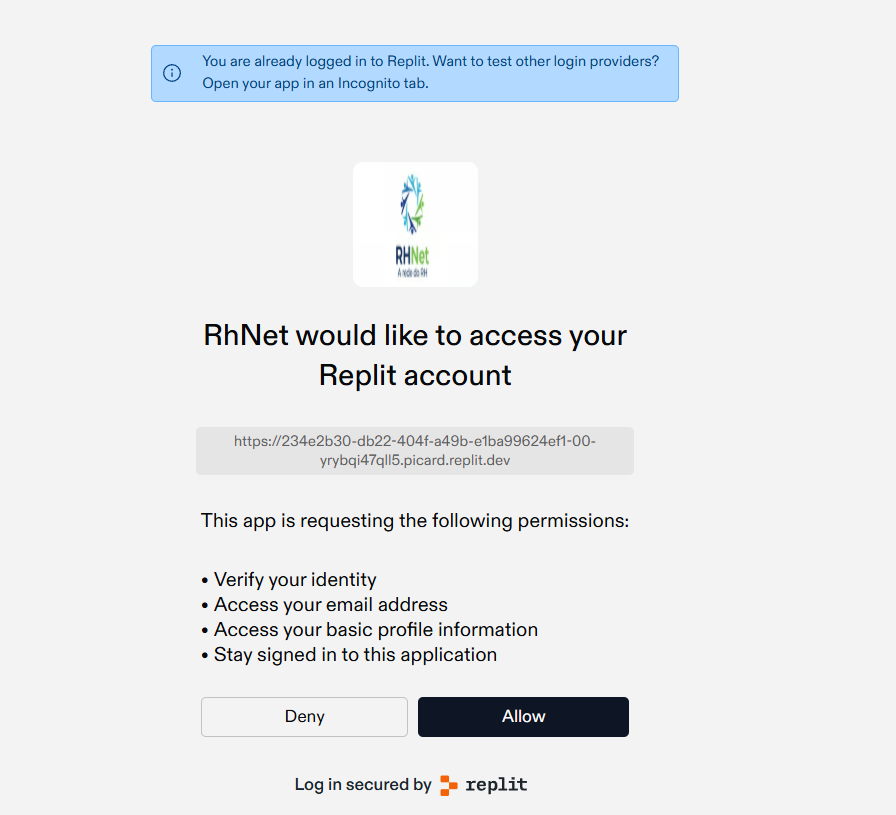 You are already logged in to Replit. Want to test other login providers?
Open your app in an Incognito tab.
RHNet
A rede do RH
RhNet would like to access your
Replit account
https://234e2b30-db22-404f-a49b-e1ba99624ef1-00-
yrybqi47qll5.picard.replit.dev
This app is requesting the following permissions:
• Verify your identity
• Access your email address
• Access your basic profile information
• Stay signed in to this application
Deny
Allow
Log in secured by replit